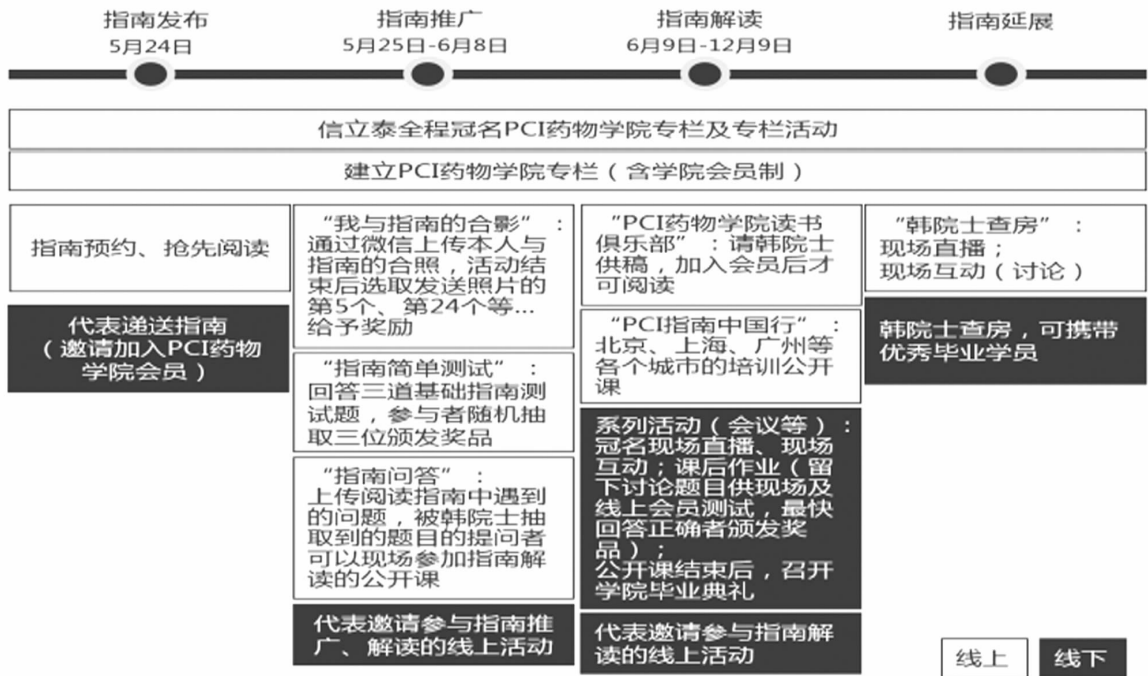 指南发布
5月24日
指南推广
5月25日-6月8日
指南解读
6月9日-12月9日
指南延展
信立泰全程冠名PCI药物学院专栏及专栏活动
建立PCI药物学院专栏（含学院会员制）
指南预约、抢先阅读
代表递送指南
（邀请加入PCI药物
学院会员）
“我与指南的合影”：
通过微信上传本人与
指南的合照，活动结
束后选取发送照片的
第5个、第24个等...
给予奖励
“指南简单测试”：
回答三道基础指南测
试题，参与者随机抽
取三位颁发奖品
“指南问答”：
上传阅读指南中遇到
的问题，被韩院士抽
取到的题目的提问者
可以现场参加指南解
读的公开课
代表邀请参与指南推
广、解读的线上活动
“PCI药物学院读书
俱乐部”：请韩院士
供稿，加入会员后才
可阅读
“PCI指南中国行”：
北京、上海、广州等
各个城市的培训公开
课
系列活动（会议等）：
冠名现场直播、现场
互动；课后作业（留
下讨论题目供现场及
线上会员测试，最快
回答正确者颁发奖
品）；
公开课结束后，召开
学院毕业典礼
代表邀请参与指南解
读的线上活动
“韩院士查房”：
现场直播；
现场互动（讨论）
韩院士查房，可携带
优秀毕业学员
线上
线下